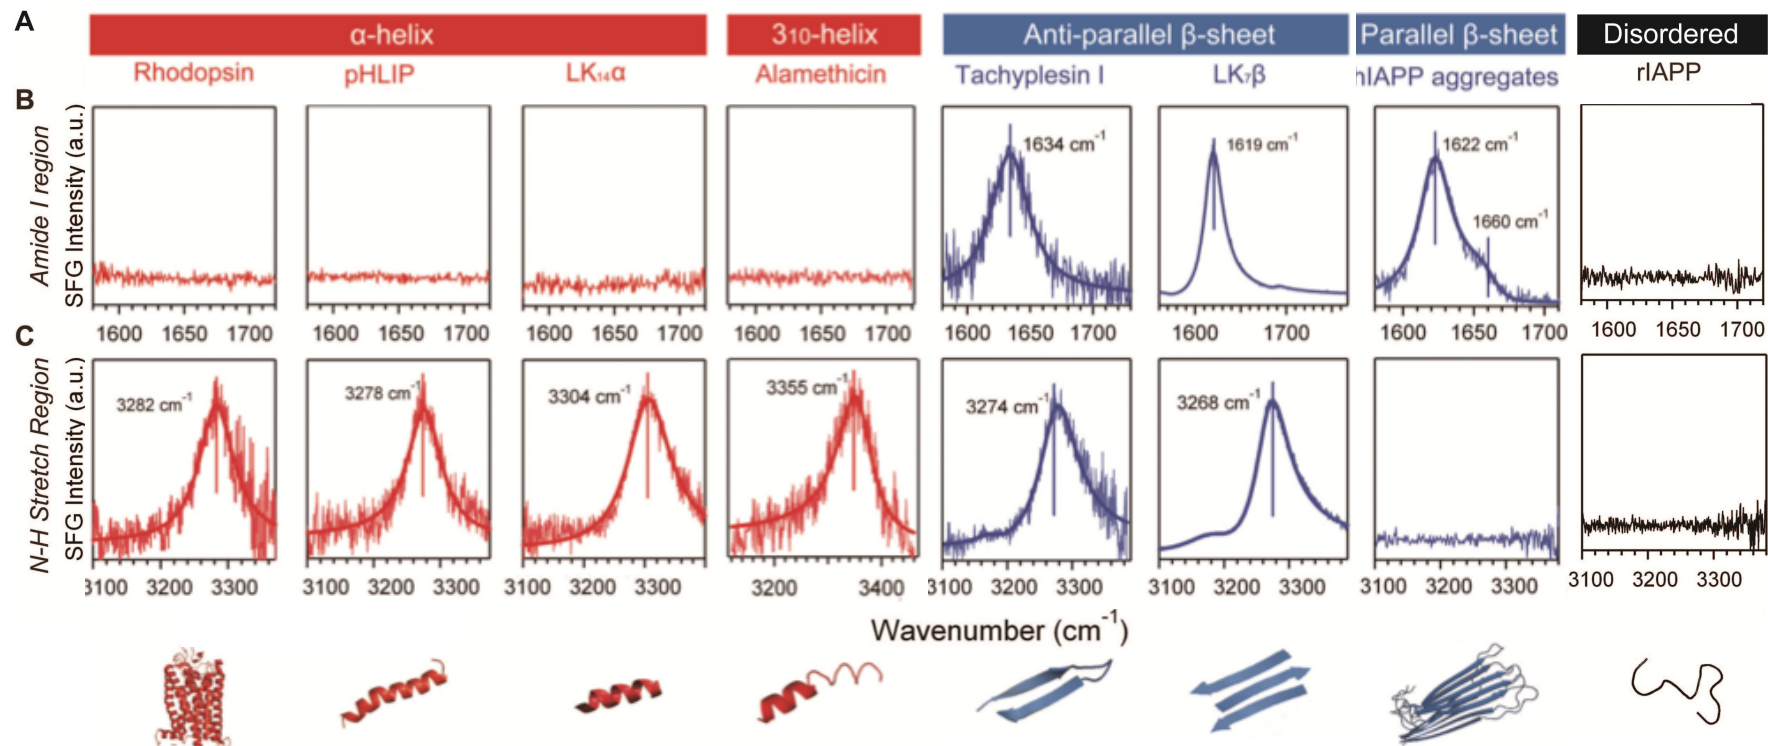 A
α-helix
310-helix
Anti-parallel β-sheet
Parallel β-sheet
Disordered
Rhodopsin
pHLIP
LK14α
Alamethicin
Tachyplesin I
LK7β
hIAPP aggregates
rIAPP
B
Amide I region
SFG Intensity (a.u.)
1634 cm-1
1619 cm-1
1622 cm-1
1660 cm-1
1600 1650 1700
1600 1650 1700
1600 1650 1700
1600 1650 1700
1600 1650 1700
1600 1700
1600 1650 1700
1600 1650 1700
C
N-H Stretch Region
SFG Intensity (a.u.)
3282 cm-1
3278 cm-1
3304 cm-1
3355 cm-1
3274 cm-1
3268 cm-1
3100 3200 3300
3100 3200 3300
3100 3200 3300
3200 3400
3100 3200 3300
3100 3200 3300
3100 3200 3300
3100 3200 3300
Wavenumber (cm-1)